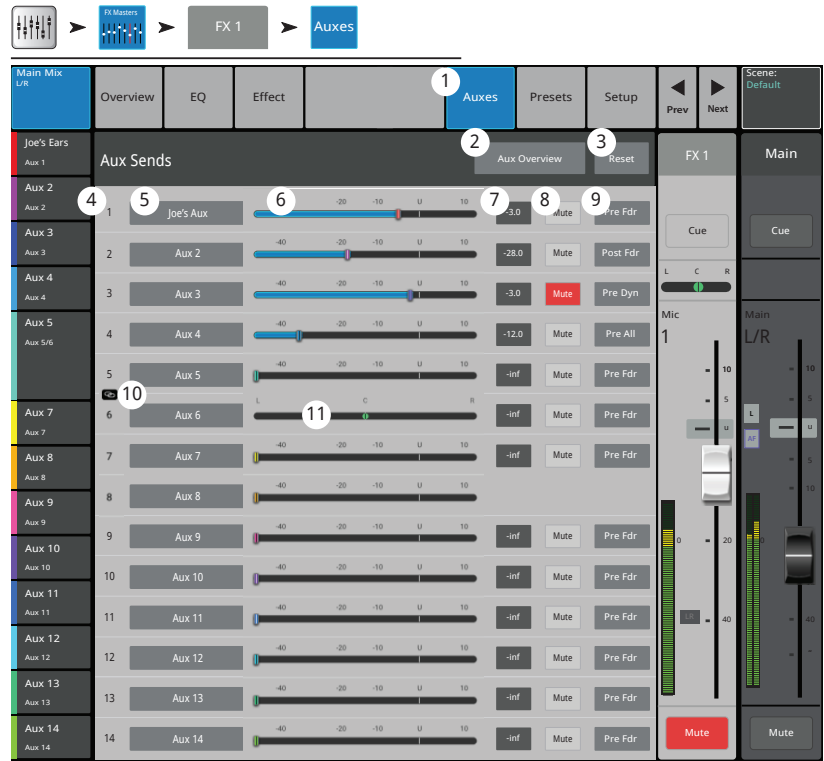 FX Masters
FX 1
Auxes
Main Mix
L/R
Overview
EQ
Effect
1
Auxes
Presets
Setup
Prev
Next
Scene:
Default
Joe's Ears
Aux 1
Aux 2
Aux 2
Aux 3
Aux 3
Aux 4
Aux 4
Aux 5
Aux 5/6
Aux 7
Aux 7
Aux 8
Aux 8
Aux 9
Aux 9
Aux 10
Aux 10
Aux 11
Aux 11
Aux 12
Aux 12
Aux 13
Aux 13
Aux 14
Aux 14
Aux Sends
2
Aux Overview
3
Reset
4 1 5 Joe's Aux 6 -20 -10 U 10 7 -3.0 8 Mute 9 Pre Fdr
2 Aux 2 -40 -20 -10 U 10 -28.0 Mute Post Fdr
3 Aux 3 -40 -20 -10 U 10 -3.0 Mute Pre Dyn
4 Aux 4 -40 -20 -10 U 10 -12.0 Mute Pre All
5 Aux 5 -40 -20 -10 U 10 -inf Mute Pre Fdr
10
6 Aux 6 L C R 11 -inf Mute Pre Fdr
7 Aux 7 -40 -20 -10 U 10 -inf Mute Pre Fdr
8 Aux 8 -40 -20 -10 U 10
9 Aux 9 -40 -20 -10 U 10 -inf Mute Pre Fdr
10 Aux 10 -40 -20 -10 U 10 -inf Mute Pre Fdr
11 Aux 11 -40 -20 -10 U 10 -inf Mute Pre Fdr
12 Aux 12 -40 -20 -10 U 10 -inf Mute Pre Fdr
13 Aux 13 -40 -20 -10 U 10 -inf Mute Pre Fdr
14 Aux 14 -40 -20 -10 U 10 -inf Mute Pre Fdr
FX 1
Cue
L C R
Mic
1
10
5
U
0
20
LR
40
Mute
Main
Cue
Main
L/R
10
5
L
U
AF
5
10
20
0
40
Mute